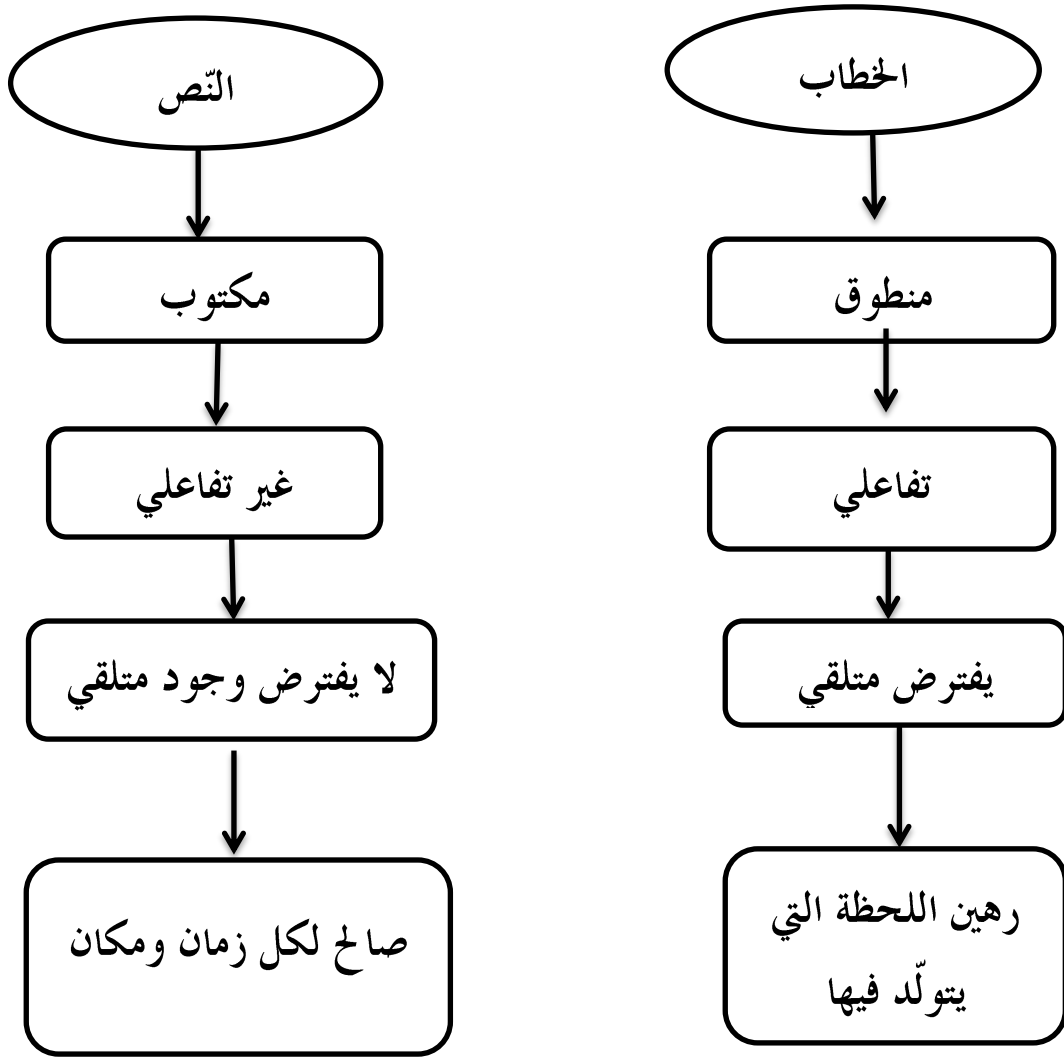 الخطاب
منطوق
تفاعلي
يفترض متلقي
رهين اللحظة التي
يتولّد فيها
النّص
مكتوب
غير تفاعلي
لا يفترض وجود متلقي
صالح لكل زمان ومكان